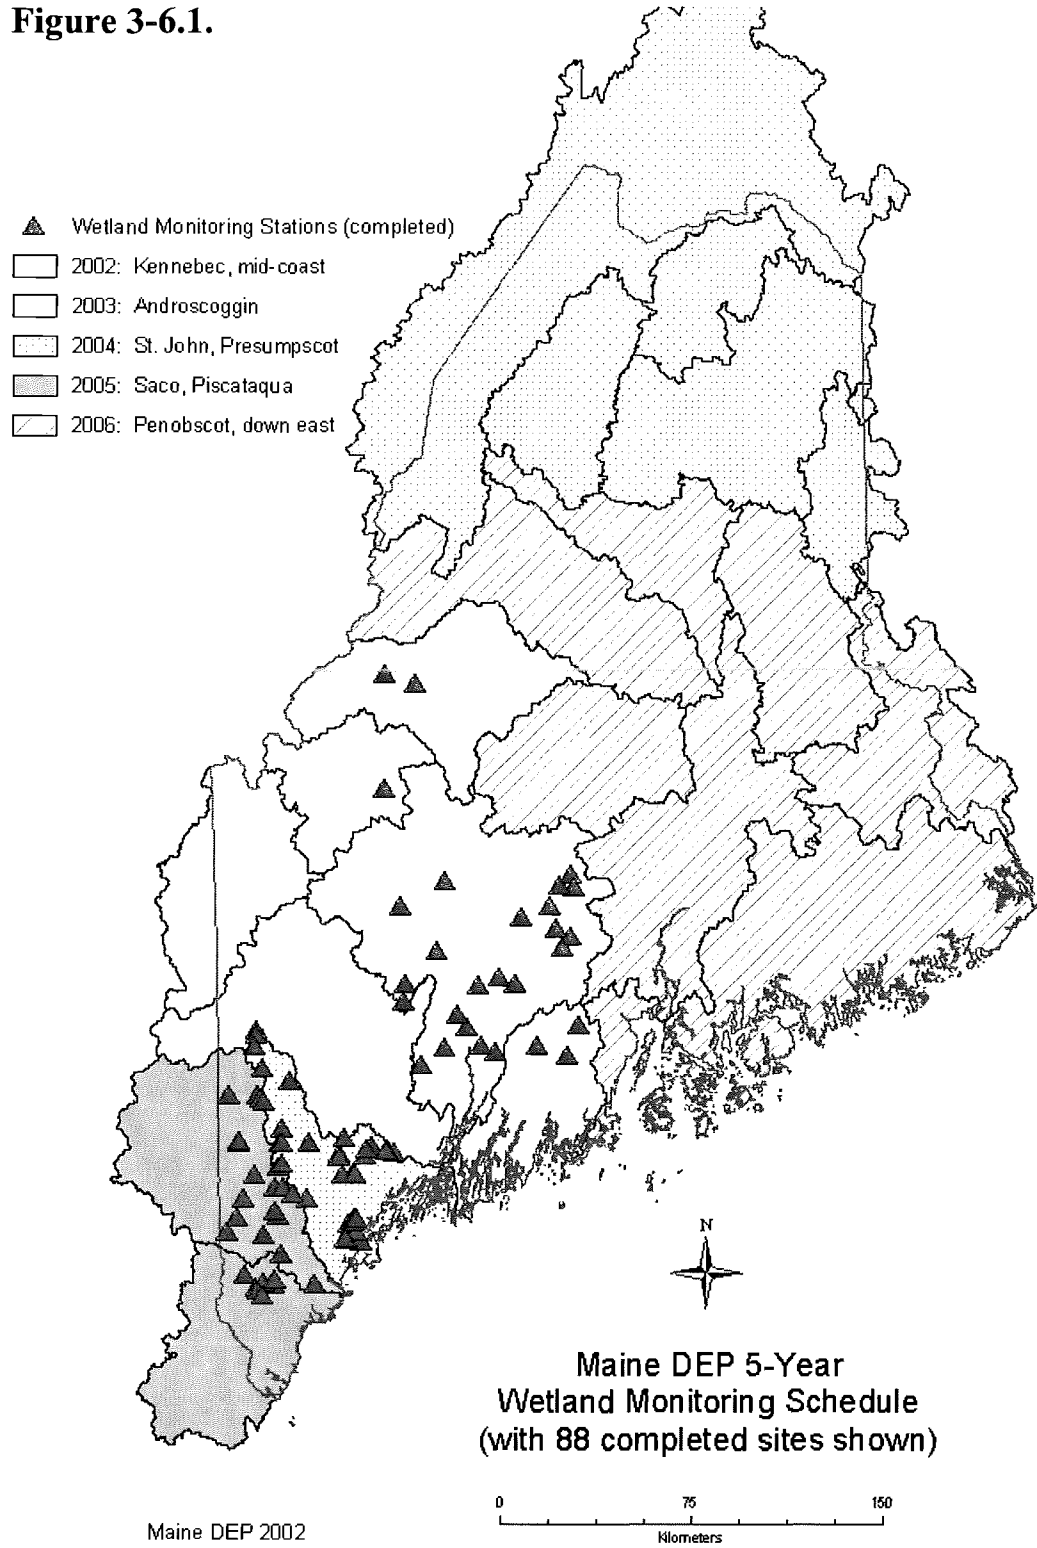 Figure 3-6.1.
Wetland Monitoring Stations (completed)
2002: Kennebec, mid-coast
2003: Androscoggin
2004: St. John, Presumpscot
2005: Saco, Piscataqua
2006: Penobscot, down east
N
Maine DEP 5-Year
Wetland Monitoring Schedule
(with 88 completed sites shown)
0 75 150
Kilometers
Maine DEP 2002